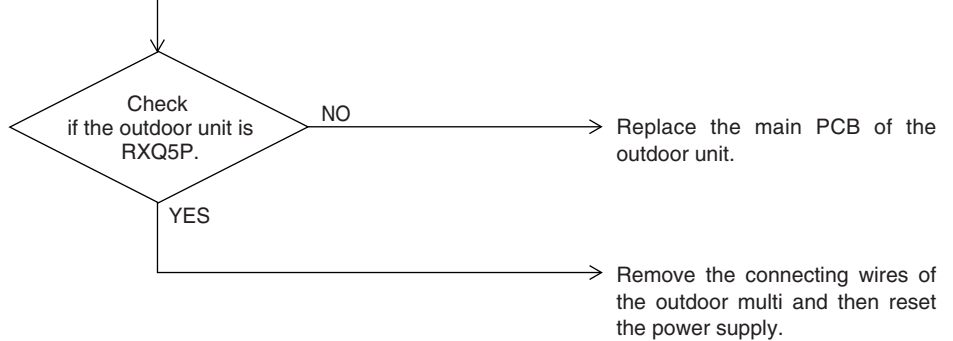 Check
if the outdoor unit is
RXQ5P.
NO
Replace the main PCB of the
outdoor unit.
YES
Remove the connecting wires of
the outdoor multi and then reset
the power supply.